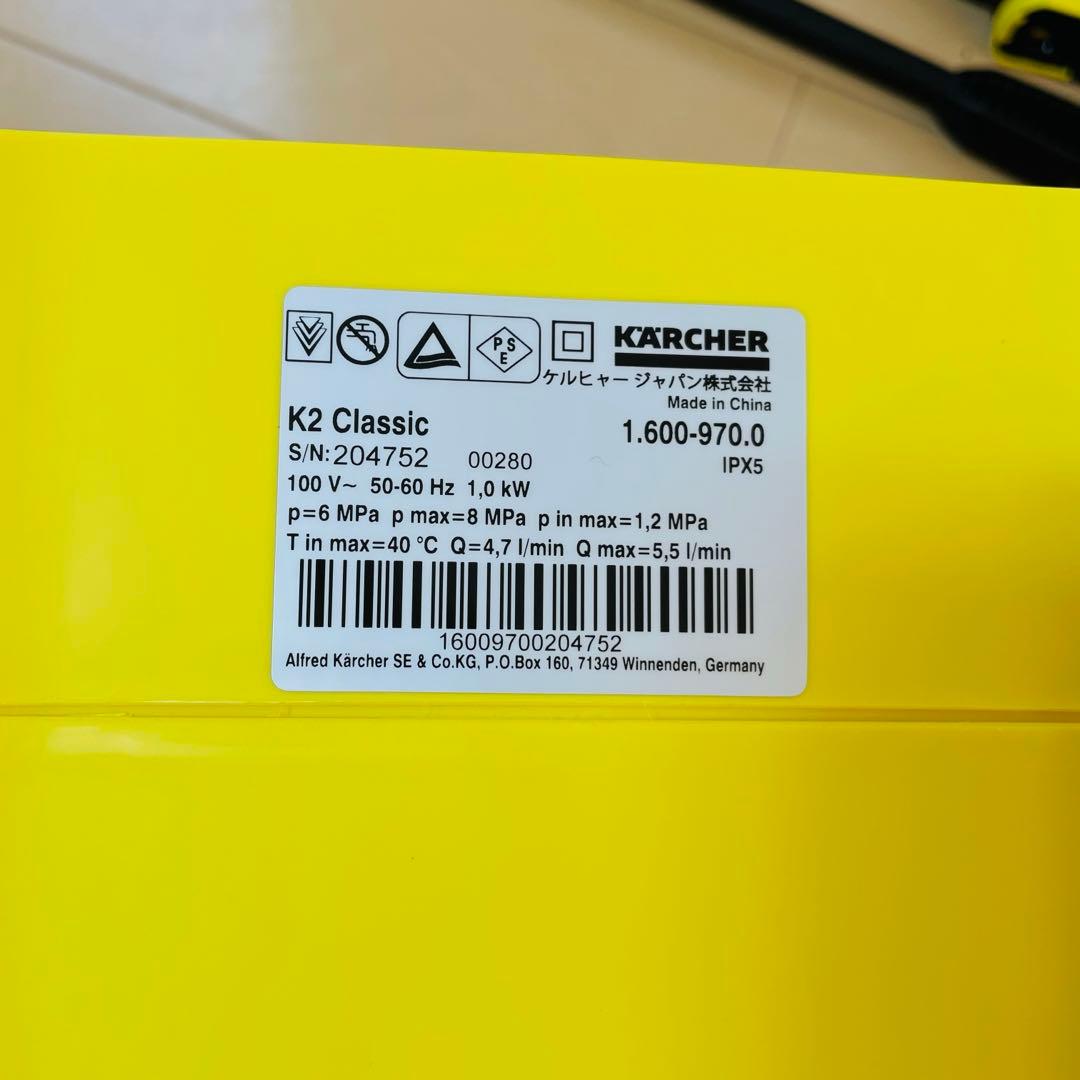 PSE
KÄRCHER
ケルヒャー ジャパン株式会社
Made in China
K2 Classic
1.600-970.0
S/N: 204752 00280
IPX5
100 V~ 50-60 Hz 1,0 kW
p=6 MPa p max=8 MPa p in max=1,2 MPa
T in max=40 °C Q=4,7 l/min Q max=5,5 l/min
16009700204752
Alfred Kärcher SE & Co.KG, P.O.Box 160, 71349 Winnenden, Germany